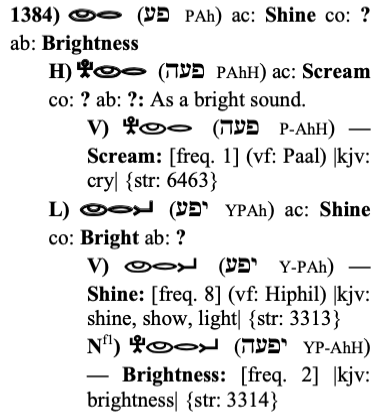 1384) (פע PAh) ac: Shine co: ?
ab: Brightness
H) (פעה PAhH) ac: Scream
co: ? ab: ?: As a bright sound.
V) (פעה P-AhH) —
Scream: [freq. 1] (vf: Paal) |kjv:
cry| {str: 6463}
L) (יפע YPAh) ac: Shine
co: Bright ab: ?
V) (יפע Y-PAh) —
Shine: [freq. 8] (vf: Hiphil) |kjv:
shine, show, light| {str: 3313}
Nf1) (יפעה YP-AhH)
— Brightness: [freq. 2] |kjv:
brightness| {str: 3314}